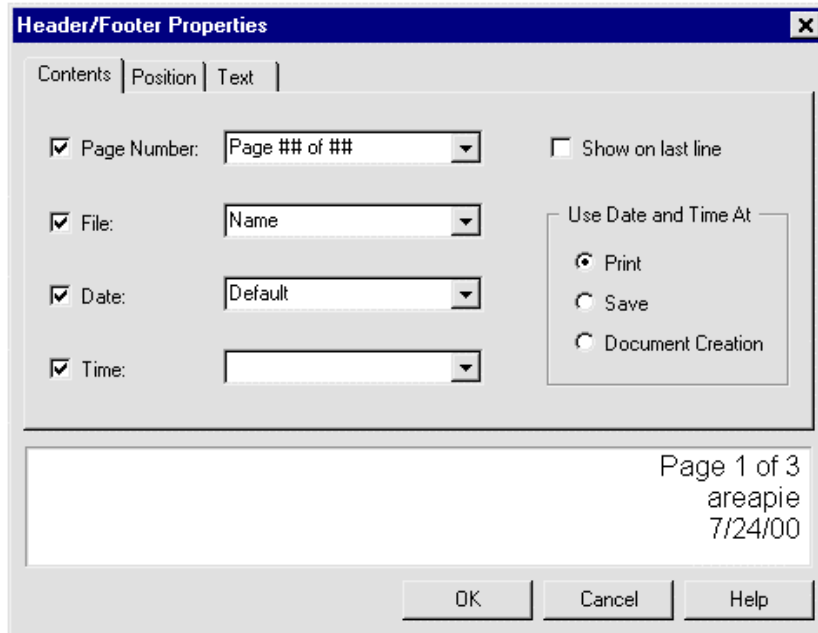 Header/Footer Properties
Contents Position Text
Page Number: Page ## of ## Show on last line
File: Name Use Date and Time At
Print
Date: Default Save
Document Creation
Time:
Page 1 of 3
areapie
7/24/00
OK Cancel Help